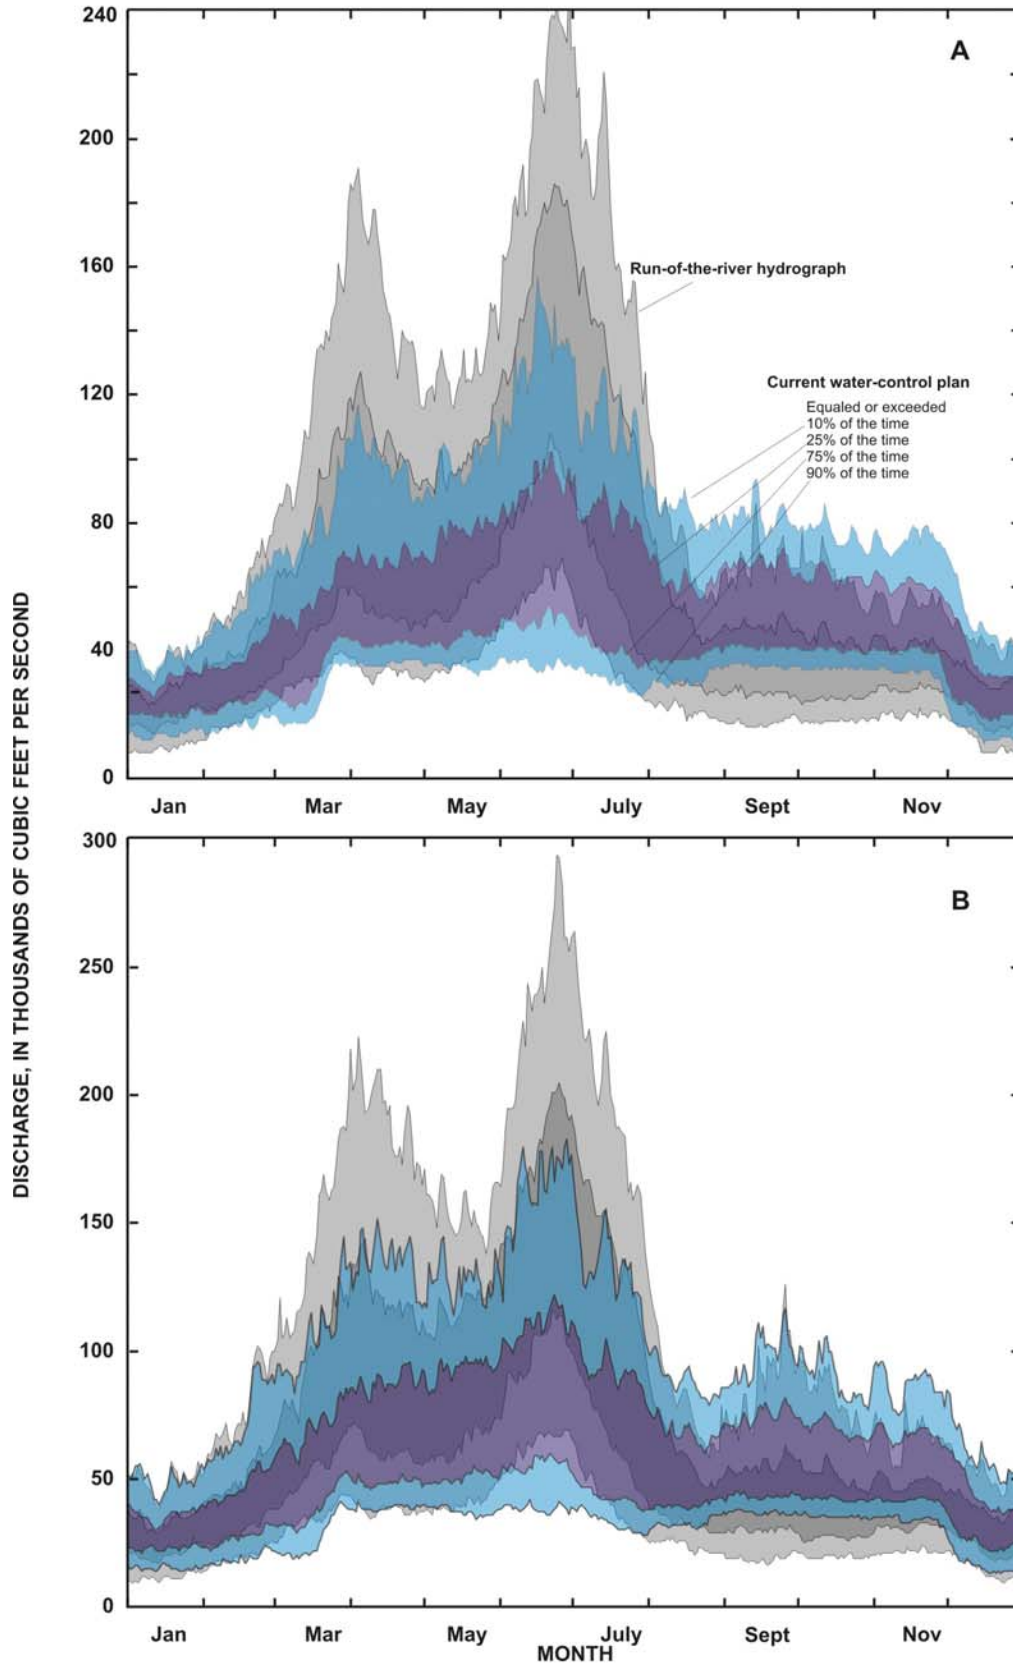 240
A
200
160
Run-of-the-river hydrograph
120
Current water-control plan
Equaled or exceeded
10% of the time
25% of the time
75% of the time
90% of the time
80
40
0
Jan Mar May July Sept Nov
DISCHARGE, IN THOUSANDS OF CUBIC FEET PER SECOND
300
B
250
200
150
100
50
0
Jan Mar May July Sept Nov
MONTH